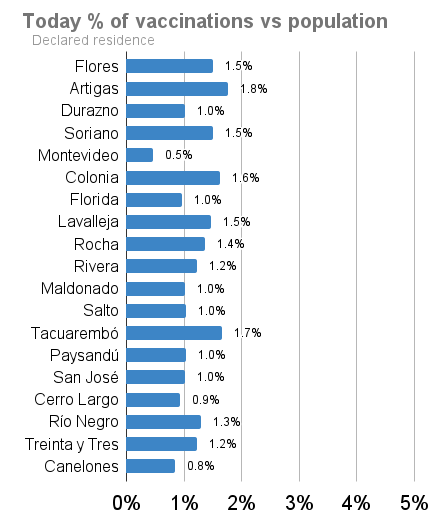 Today % of vaccinations vs population
Declared residence
Flores 1.5%
Artigas 1.8%
Durazno 1.0%
Soriano 1.5%
Montevideo 0.5%
Colonia 1.6%
Florida 1.0%
Lavalleja 1.5%
Rocha 1.4%
Rivera 1.2%
Maldonado 1.0%
Salto 1.0%
Tacuarembó 1.7%
Paysandú 1.0%
San José 1.0%
Cerro Largo 0.9%
Río Negro 1.3%
Treinta y Tres 1.2%
Canelones 0.8%
0% 1% 2% 3% 4% 5%